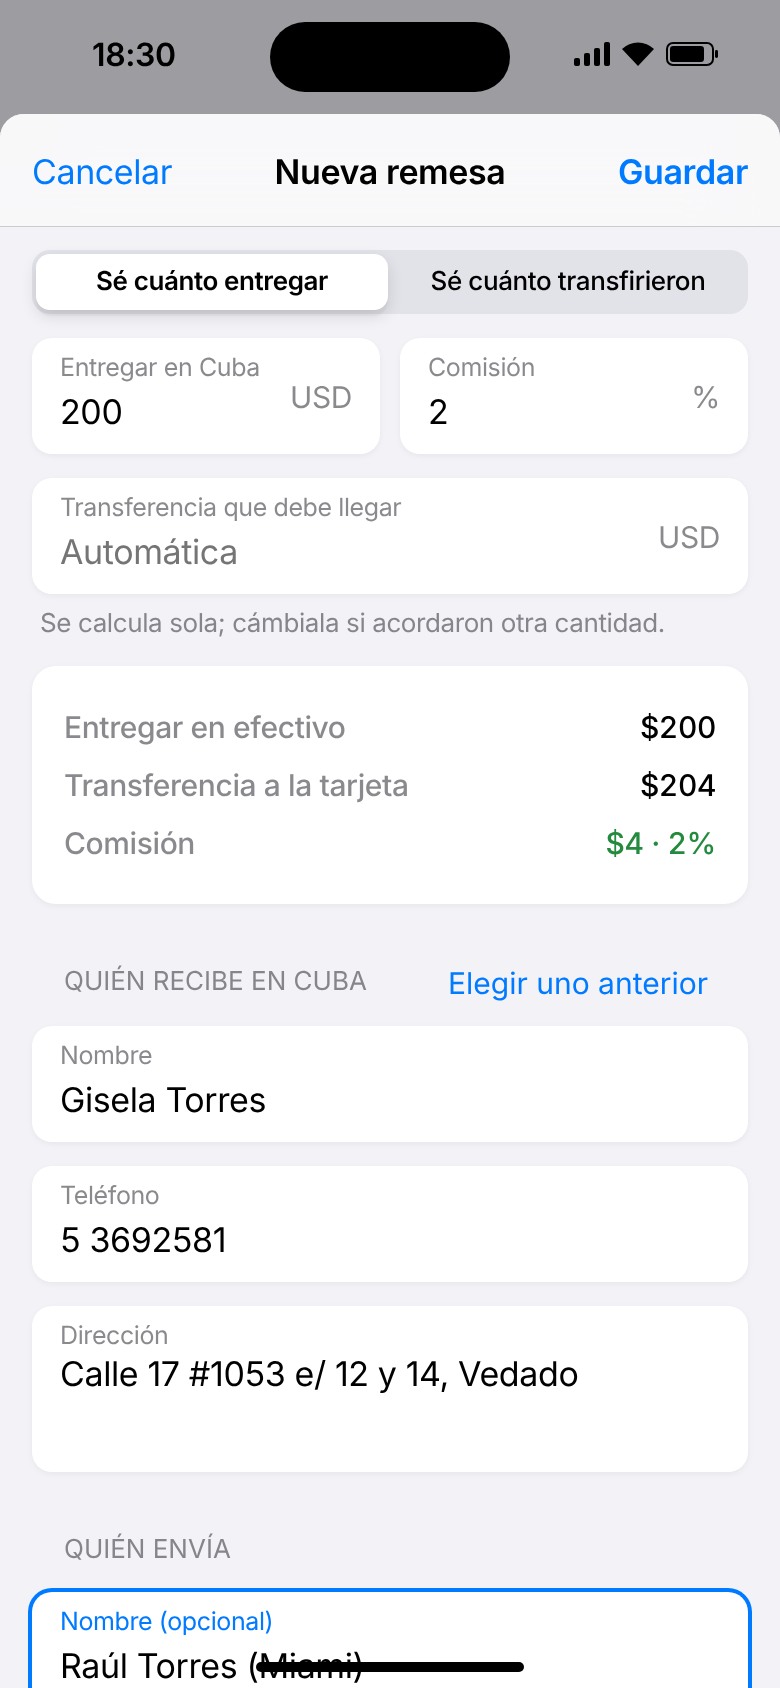 18:30
Cancelar Nueva remesa Guardar
Sé cuánto entregar Sé cuánto transfirieron
Entregar en Cuba
200 USD
Comisión
2 %
Transferencia que debe llegar
Automática USD
Se calcula sola; cámbiala si acordaron otra cantidad.
Entregar en efectivo $200
Transferencia a la tarjeta $204
Comisión $4 · 2%
QUIÉN RECIBE EN CUBA Elegir uno anterior
Nombre
Gisela Torres
Teléfono
5 3692581
Dirección
Calle 17 #1053 e/ 12 y 14, Vedado
QUIÉN ENVÍA
Nombre (opcional)
Raúl Torres (Miami)